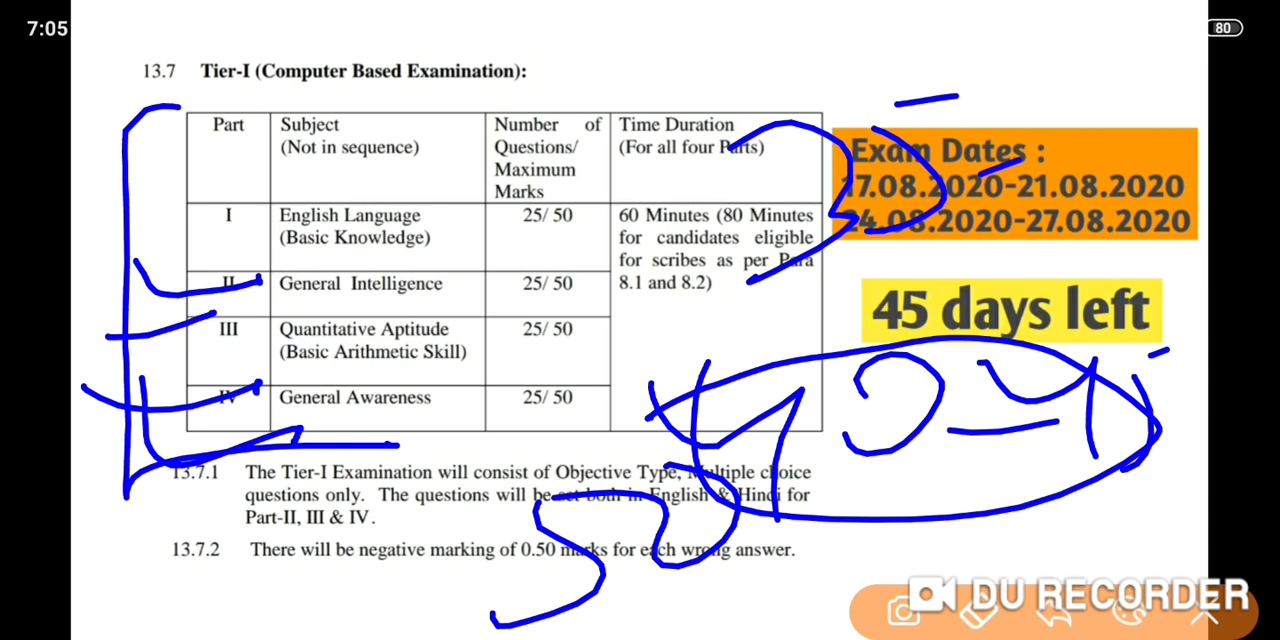 7:05
80
13.7 Tier-I (Computer Based Examination):
Part Subject Number of Time Duration
(Not in sequence) Questions/ (For all four Parts)
Maximum
Marks
I English Language 25/ 50 60 Minutes (80 Minutes
(Basic Knowledge) for candidates eligible
for scribes as per Para
II General Intelligence 25/ 50 8.1 and 8.2)
III Quantitative Aptitude 25/ 50
(Basic Arithmetic Skill)
IV General Awareness 25/ 50
13.7.1 The Tier-I Examination will consist of Objective Type, Multiple choice
questions only. The questions will be set both in English & Hindi for
Part-II, III & IV.
13.7.2 There will be negative marking of 0.50 marks for each wrong answer.
Exam Dates :
17.08.2020-21.08.2020
24.08.2020-27.08.2020
45 days left
DU RECORDER